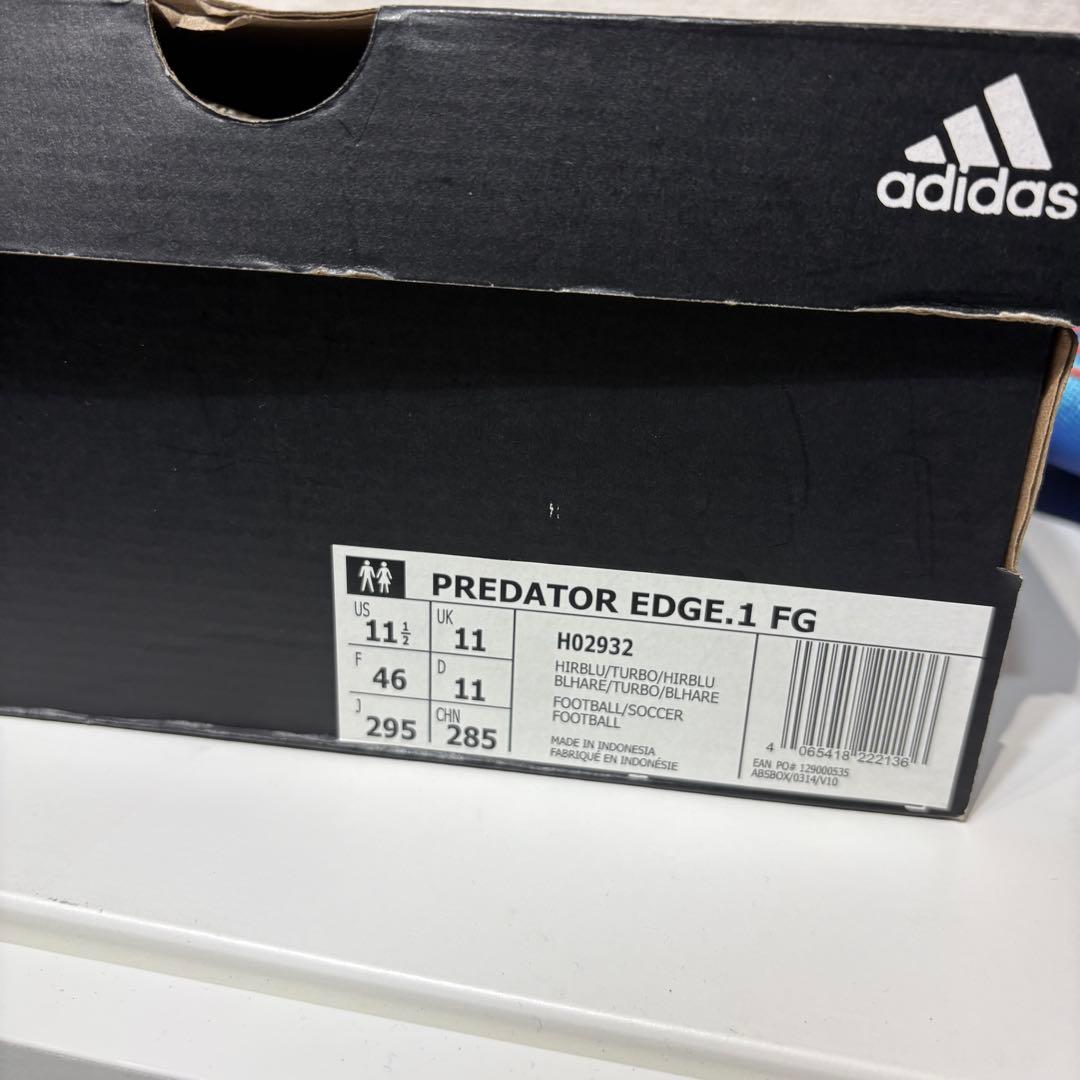 adidas
PREDATOR EDGE.1 FG
US 11½
UK 11
F 46
D 11
J 295
CHN 285
H02932
HIRBLU/TURBO/HIRBLU
BLHARE/TURBO/BLHARE
FOOTBALL/SOCCER
FOOTBALL
MADE IN INDONESIA
FABRIQUÉ EN INDONÉSIE
4 065418 222136
EAN PO# 129000535
ABSBOX/0314/V10